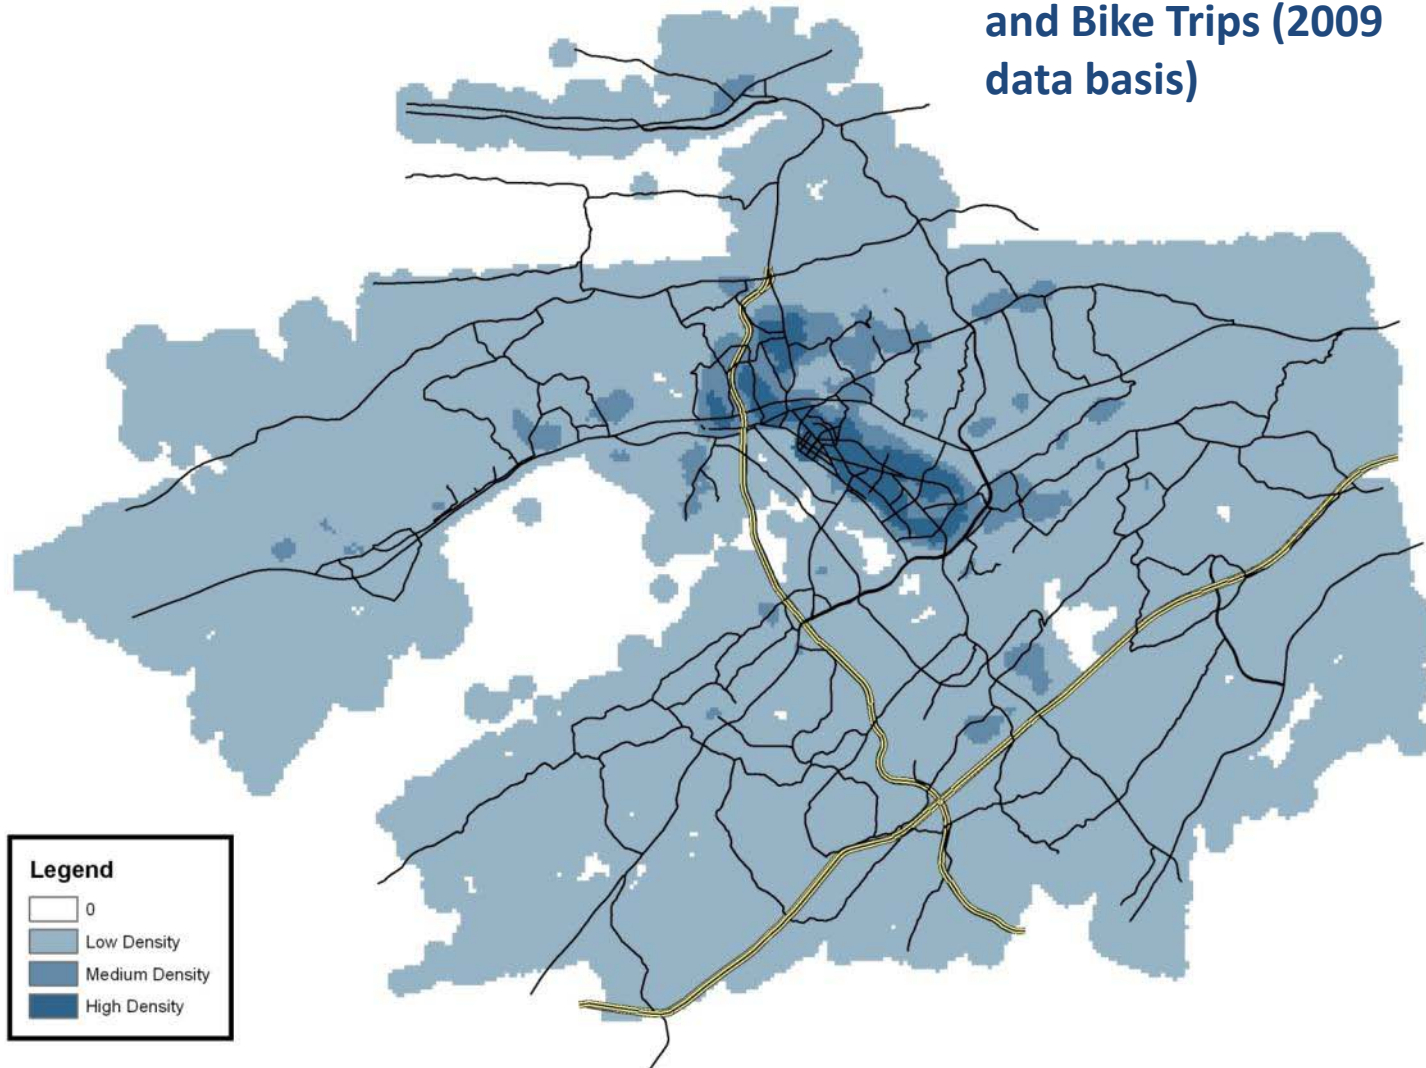 and Bike Trips (2009
data basis)
Legend
0
Low Density
Medium Density
High Density